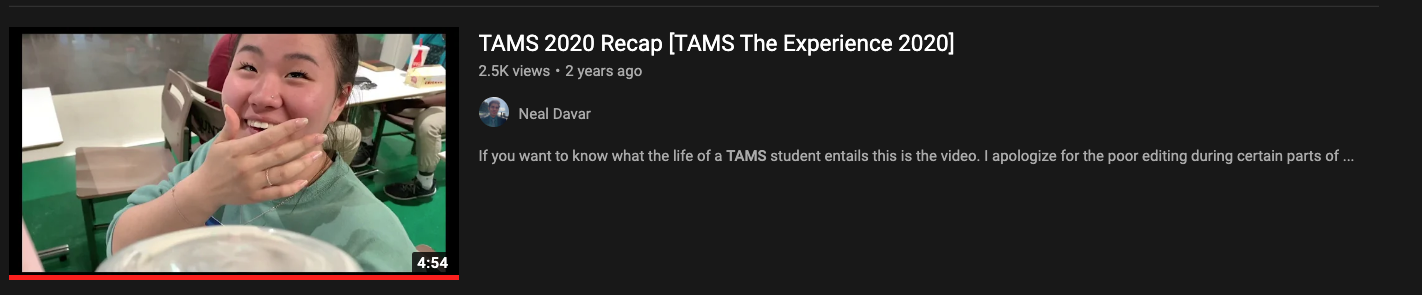 TAMS 2020 Recap [TAMS The Experience 2020]
2.5K views • 2 years ago
Neal Davar
If you want to know what the life of a TAMS student entails this is the video. I apologize for the poor editing during certain parts of ...
4:54